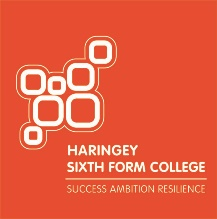 HARINGEY
SIXTH FORM COLLEGE
SUCCESS AMBITION RESILIENCE